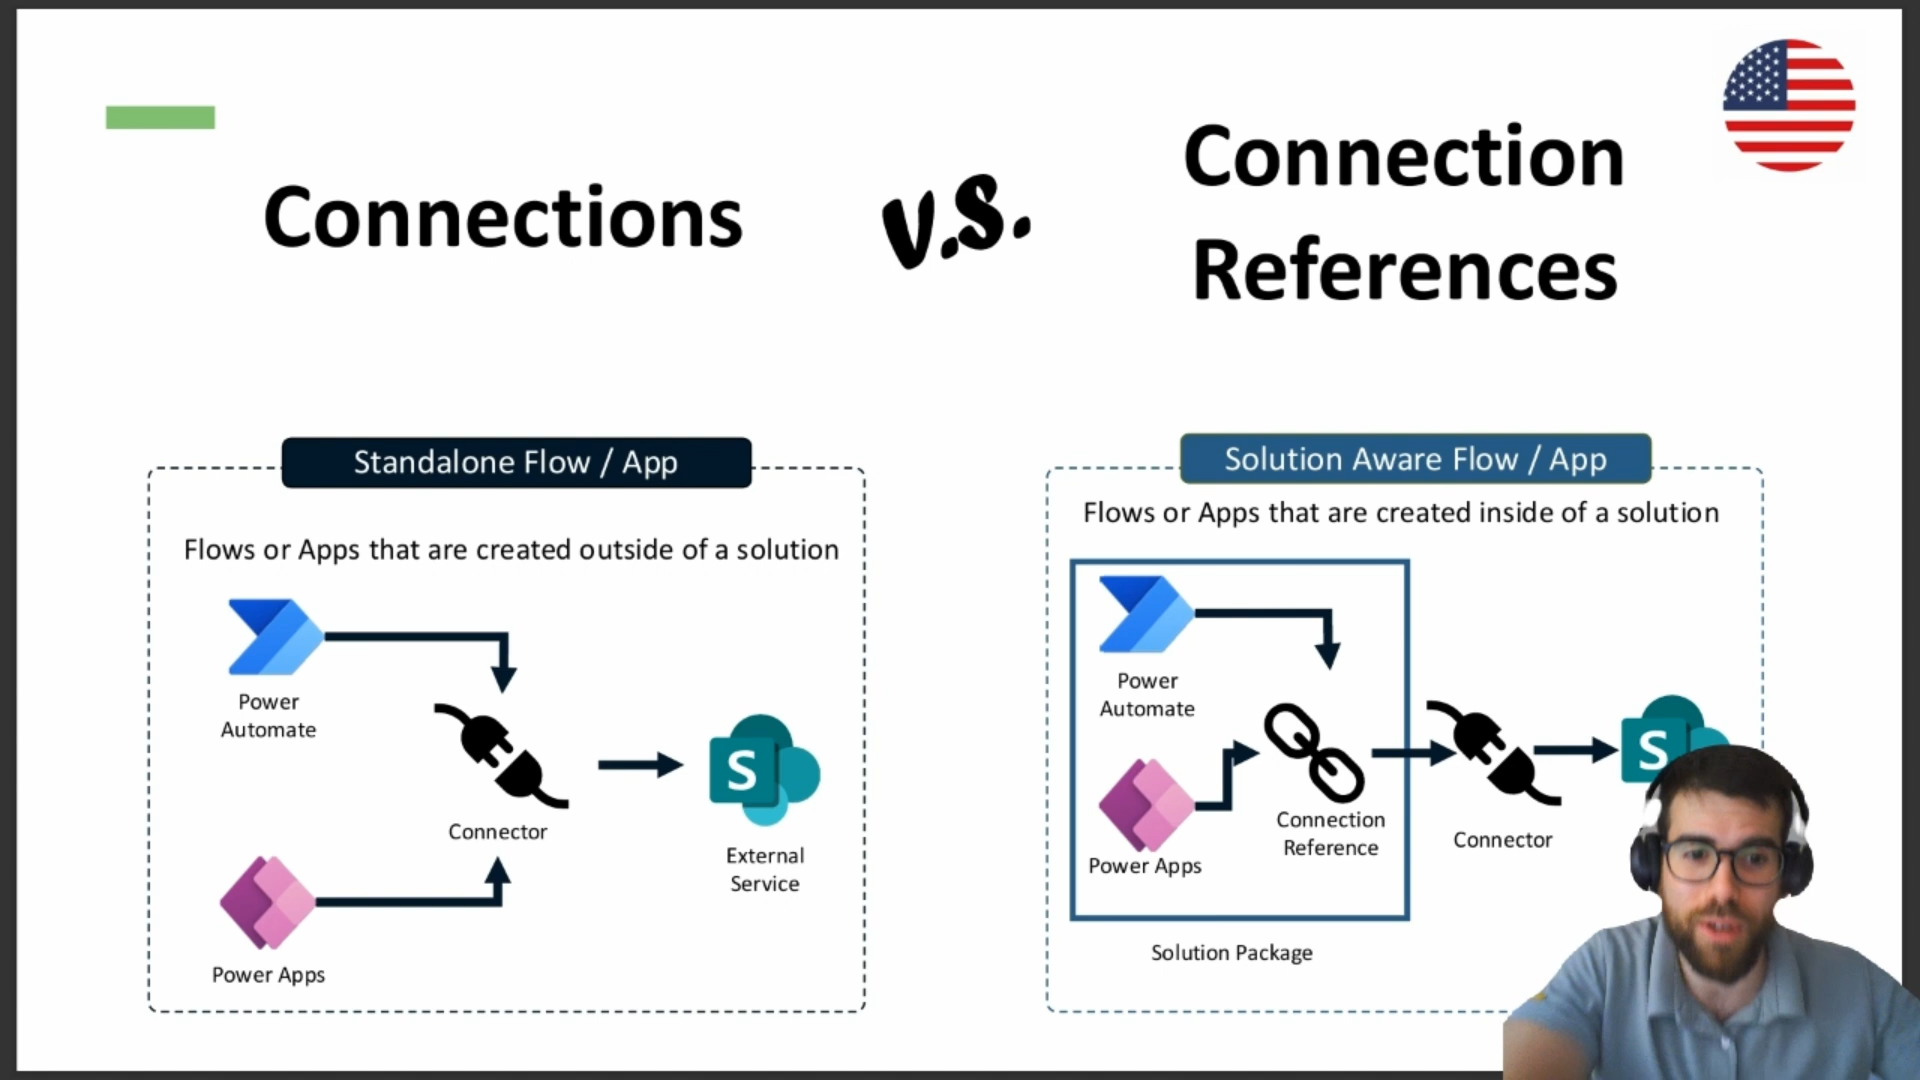 Connections
v.s.
Connection
References
Standalone Flow / App
Flows or Apps that are created outside of a solution
Power
Automate
Connector
External
Service
Power Apps
Solution Aware Flow / App
Flows or Apps that are created inside of a solution
Power
Automate
Connection
Reference
Power Apps
Connector
S
S
Solution Package